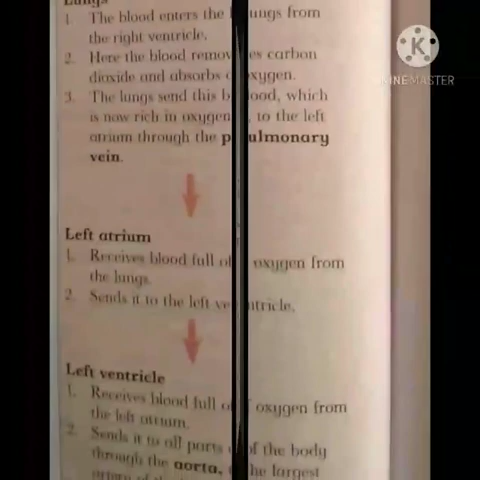 Lungs
1. The blood enters the lungs from
the right ventricle.
2. Here the blood removes carbon
dioxide and absorbs oxygen.
3. The lungs send this blood, which
is now rich in oxygen, to the left
atrium through the pulmonary
vein.
Left atrium
1. Receives blood full of oxygen from
the lungs.
2. Sends it to the left ventricle.
Left ventricle
1. Receives blood full of oxygen from
the left atrium.
2. Sends it to all parts of the body
through the aorta, the largest
artery of the
K
KINEMASTER